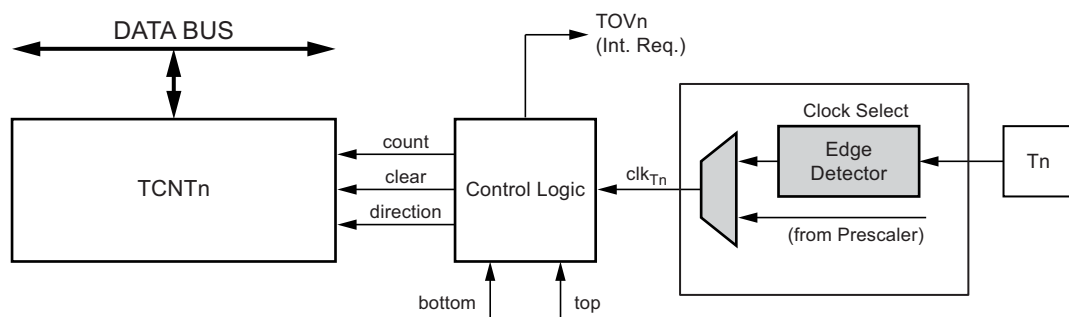 DATA BUS
TOVn
(Int. Req.)
TCNTn
count
clear
direction
Control Logic
clkTn
Clock Select
Edge
Detector
(from Prescaler)
Tn
bottom
top